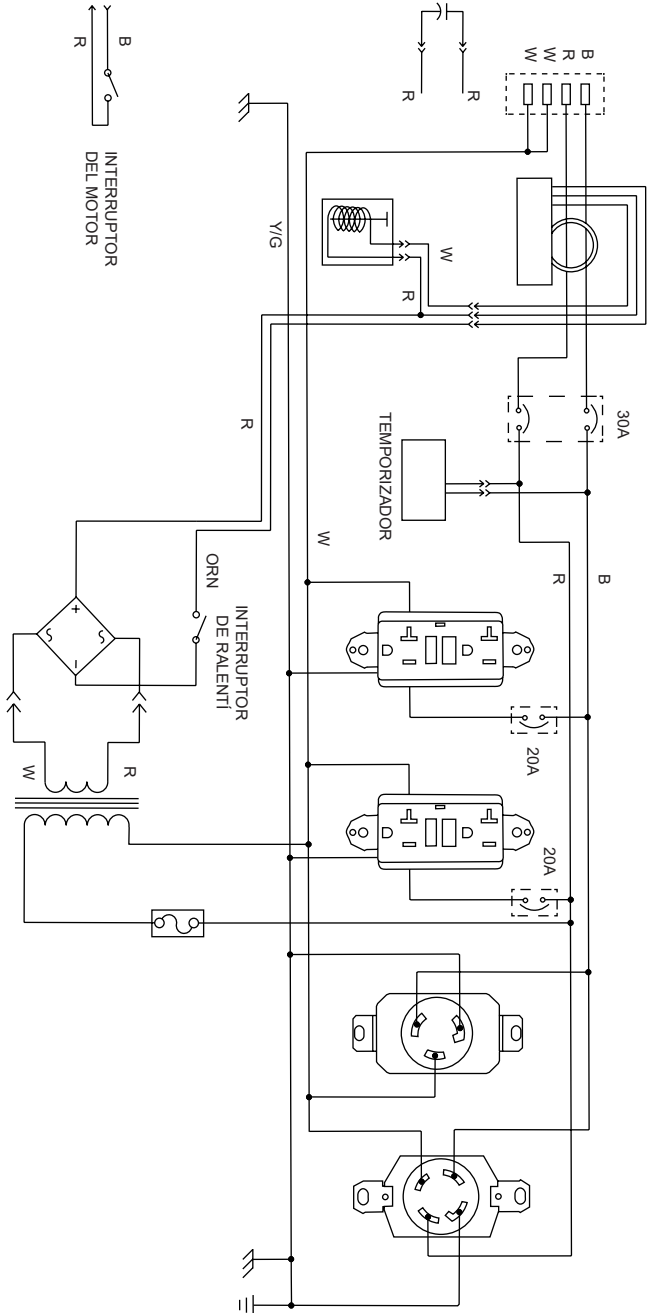 30A
B
B
R
R
W
20A
W
20A
R
W
R
R
TEMPORIZADOR
W
Y/G
R
INTERRUPTOR
DE RALENTÍ
ORN
R
B
INTERRUPTOR
DEL MOTOR
R
W